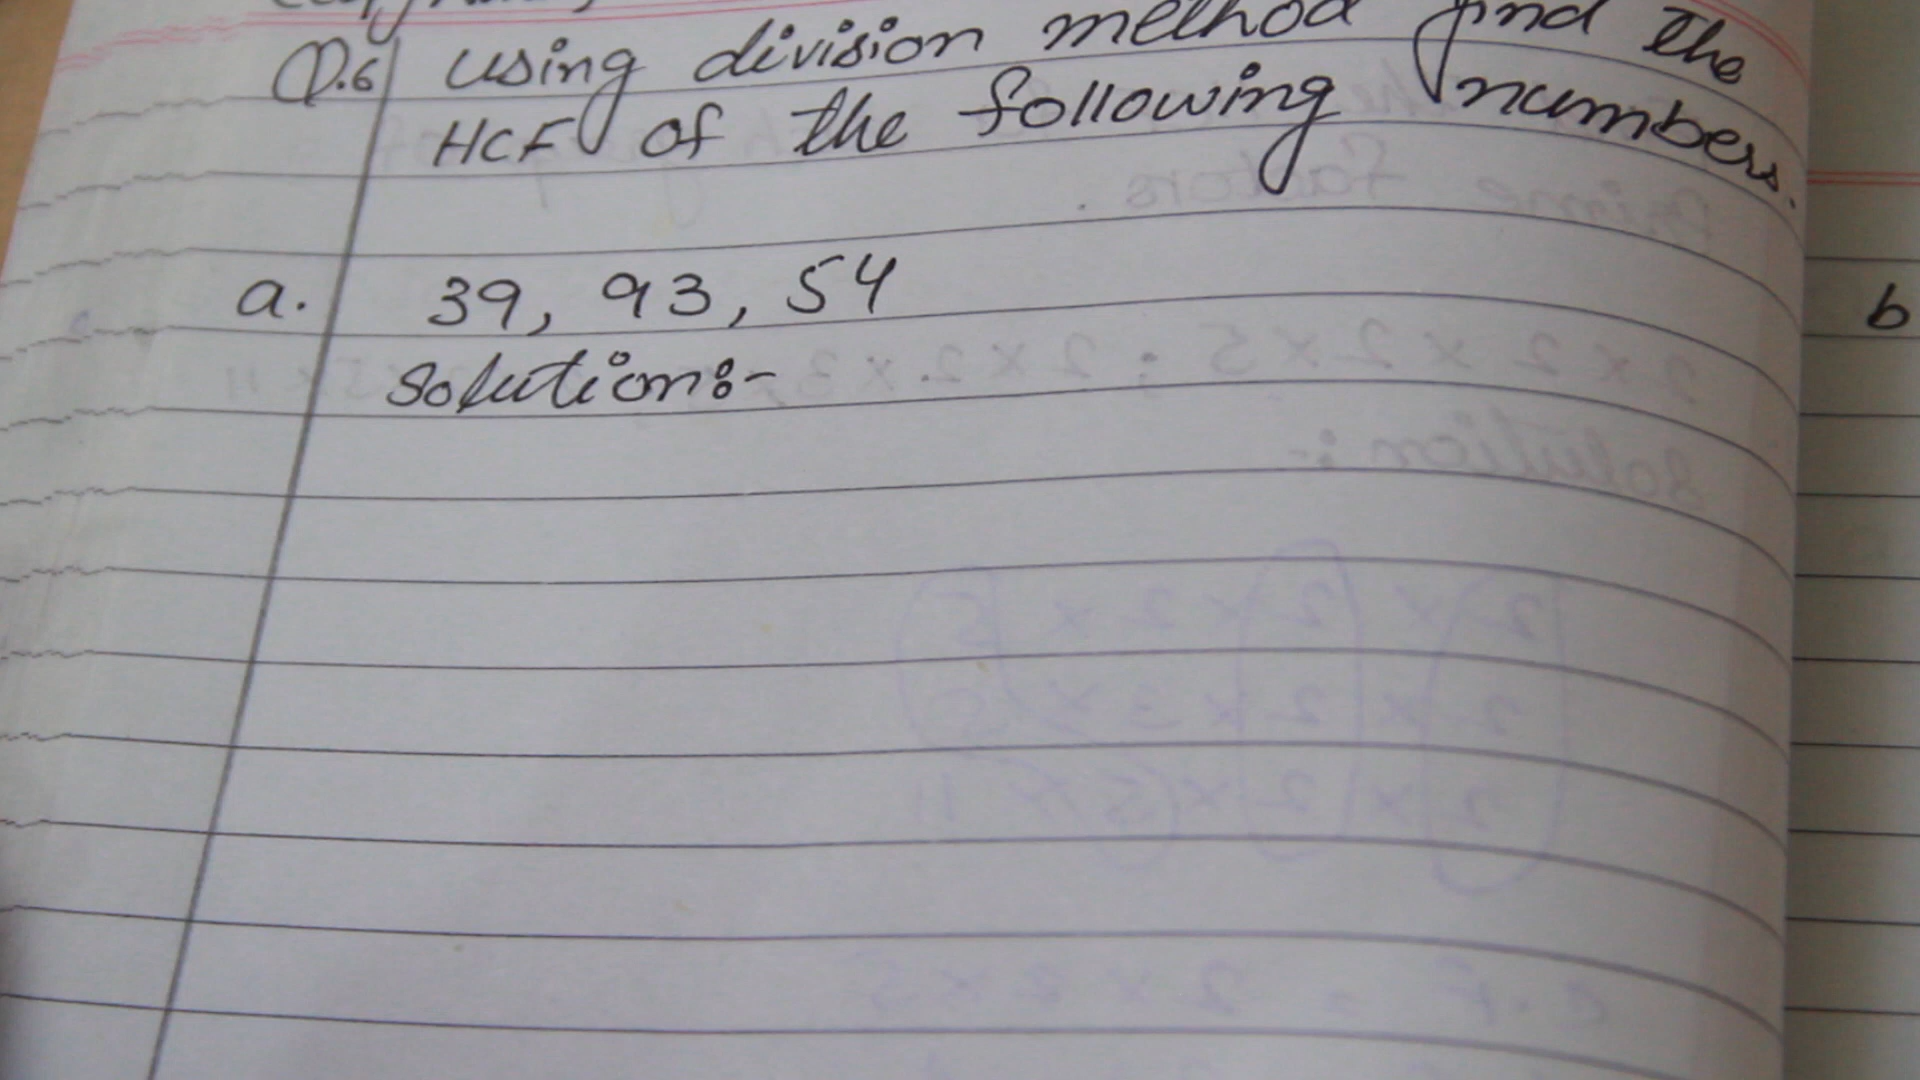 Q.6 Using division method find the
HCF of the following numbers.
a. 39, 93, 54
b
Solution:-